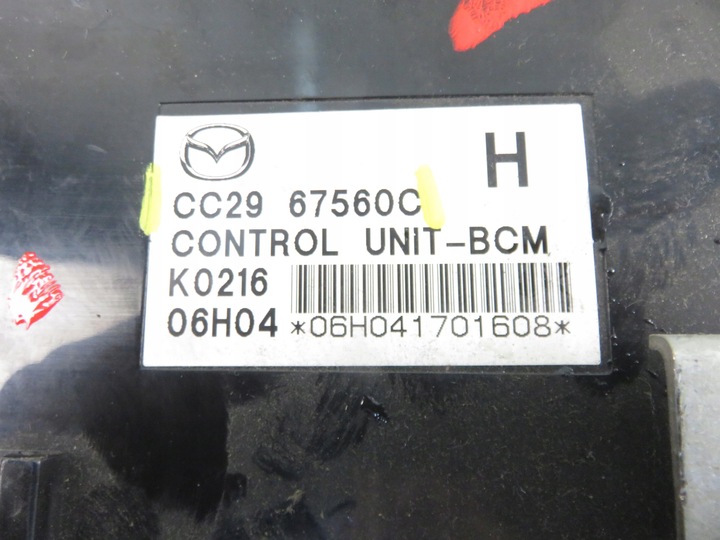 H
CC29 67560C
CONTROL UNIT-BCM
K0216
06H04 *06H041701608*